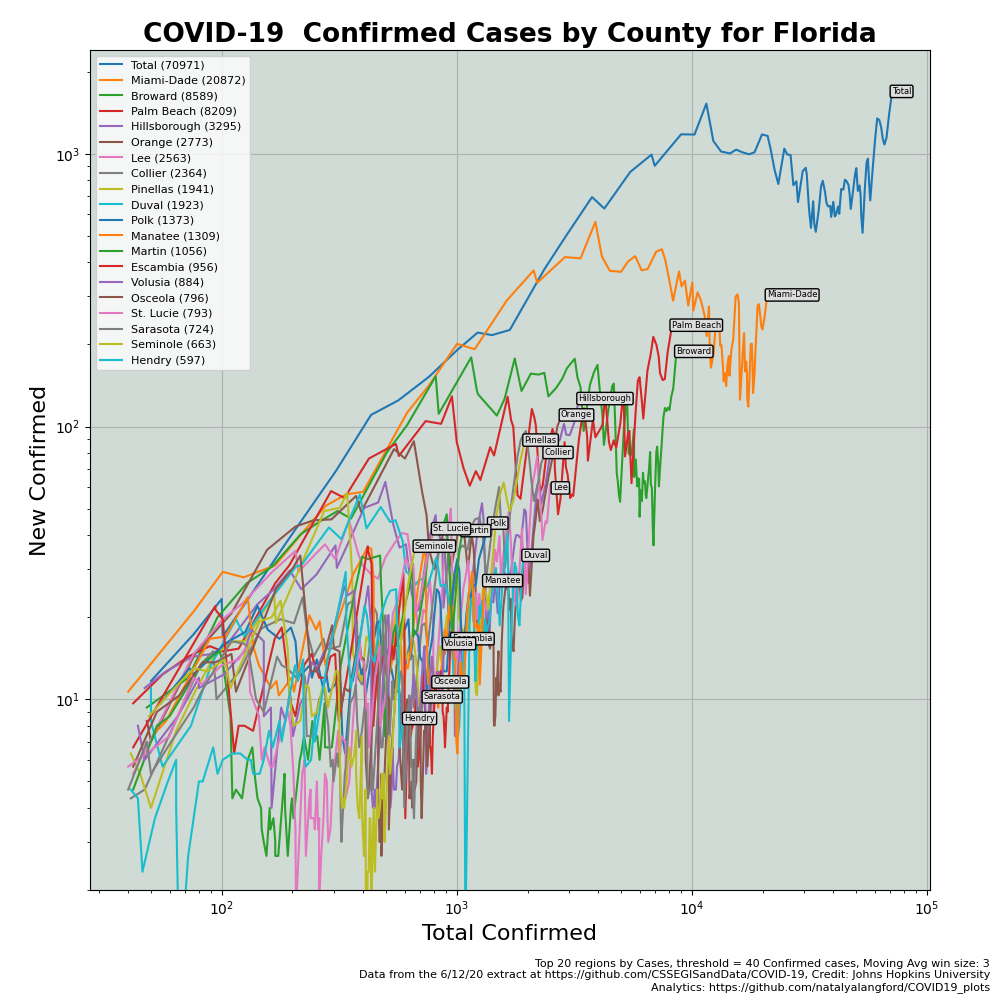 COVID-19  Confirmed Cases by County for Florida
Total (70971)
Miami-Dade (20872)
Broward (8589)
Palm Beach (8209)
Hillsborough (3295)
Orange (2773)
Lee (2563)
Collier (2364)
Pinellas (1941)
Duval (1923)
Polk (1373)
Manatee (1309)
Martin (1056)
Escambia (956)
Volusia (884)
Osceola (796)
St. Lucie (793)
Sarasota (724)
Seminole (663)
Hendry (597)
Total
Miami-Dade
Palm Beach
Broward
Hillsborough
Orange
Pinellas
Collier
Lee
Polk
St. Lucie
Martin
Seminole
Duval
Manatee
Escambia
Volusia
Osceola
Sarasota
Hendry
10³
10²
10¹
New Confirmed
10² 10³ 10⁴ 10⁵
Total Confirmed
Top 20 regions by Cases, threshold = 40 Confirmed cases, Moving Avg win size: 3
Data from the 6/12/20 extract at https://github.com/CSSEGISandData/COVID-19, Credit: Johns Hopkins University
Analytics: https://github.com/natalyalangford/COVID19_plots